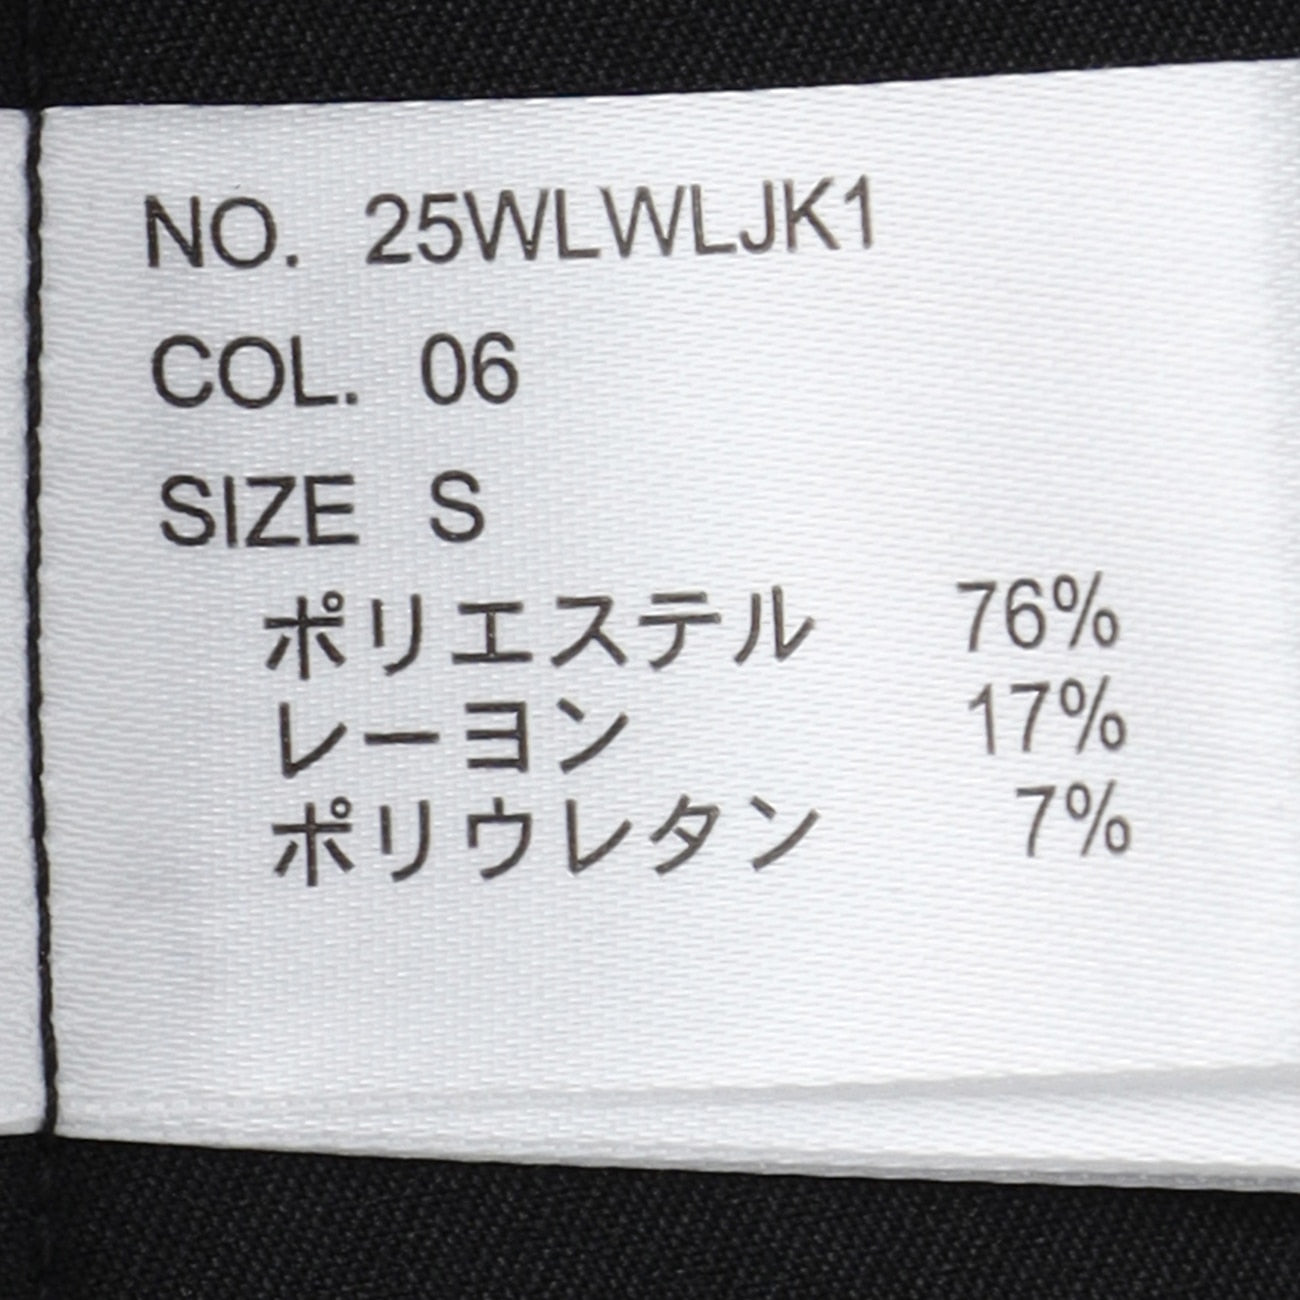 NO. 25WLWLJK1
COL. 06
SIZE S
ポリエステル 76%
レーヨン 17%
ポリウレタン 7%